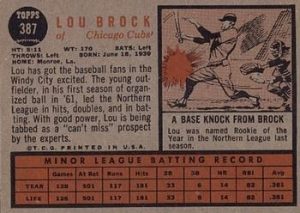 TOPPS
387
LOU BROCK
of Chicago Cubs
HT: 5:11 WT: 170 BATS: Left
THROWS: Left BORN: June 18, 1939
HOME: Monroe, La.
Lou has got the baseball fans in the
Windy City excited. The young out-
fielder, in his first season of organ-
ized ball in '61, led the Northern
League in hits, doubles, and in bat-
ting. With good power, Lou is being
tabbed as a "can't miss" prospect
by the experts.
©T.C.G. PRINTED IN U.S.A.
A BASE KNOCK FROM BROCK
Lou was named Rookie of the
Year in the Northern League last
season.
MINOR LEAGUE BATTING RECORD
Games At Bat Runs Hits 2B 3B H.R. R.B.I. Avg.
YEAR 128 501 117 181 33 6 14 82 .361
LIFE 128 501 117 181 33 6 14 82 .361